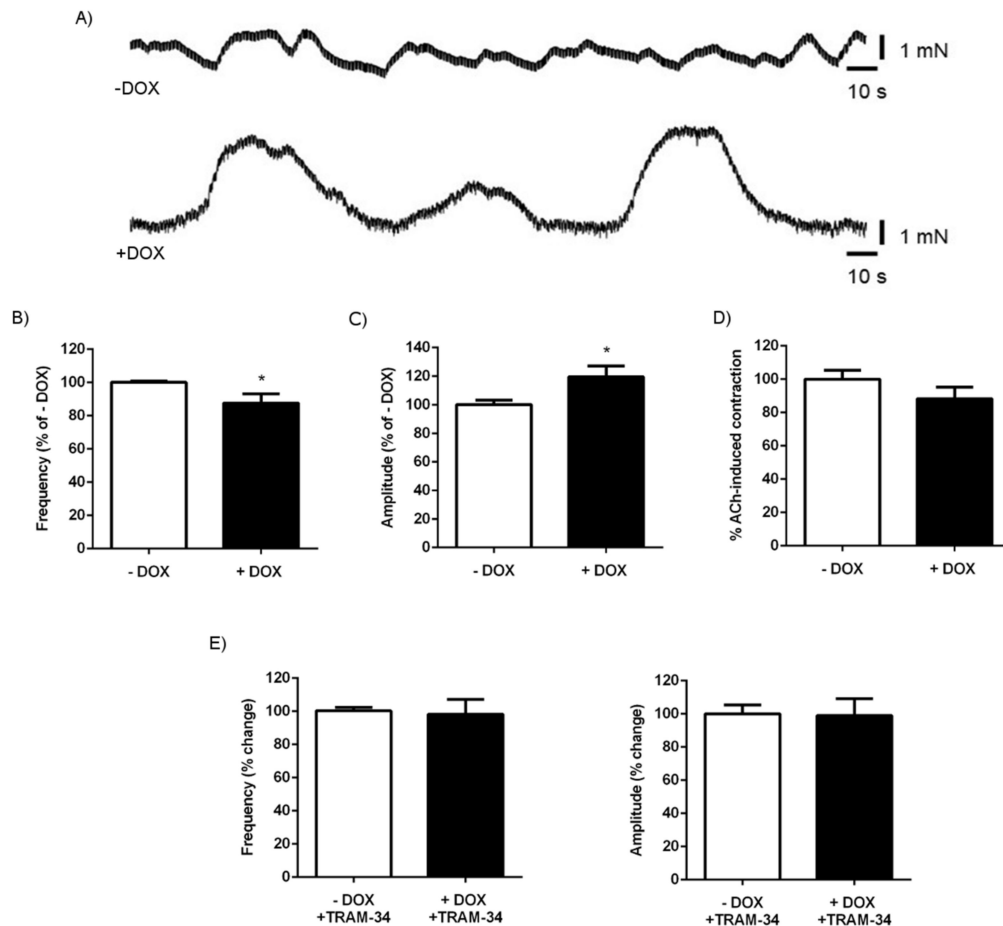 A)
1 mN
-DOX
10 s
1 mN
+DOX
10 s
B)
120
100
80
60
40
20
0
Frequency (% of - DOX)
*
- DOX
+ DOX
C)
140
120
100
80
60
40
20
0
Amplitude (% of - DOX)
*
- DOX
+ DOX
D)
120
100
80
60
40
20
0
% ACh-induced contraction
- DOX
+ DOX
E)
120
100
80
60
40
20
0
Frequency (% change)
- DOX
+TRAM-34
+ DOX
+TRAM-34
120
100
80
60
40
20
0
Amplitude (% change)
- DOX
+TRAM-34
+ DOX
+TRAM-34